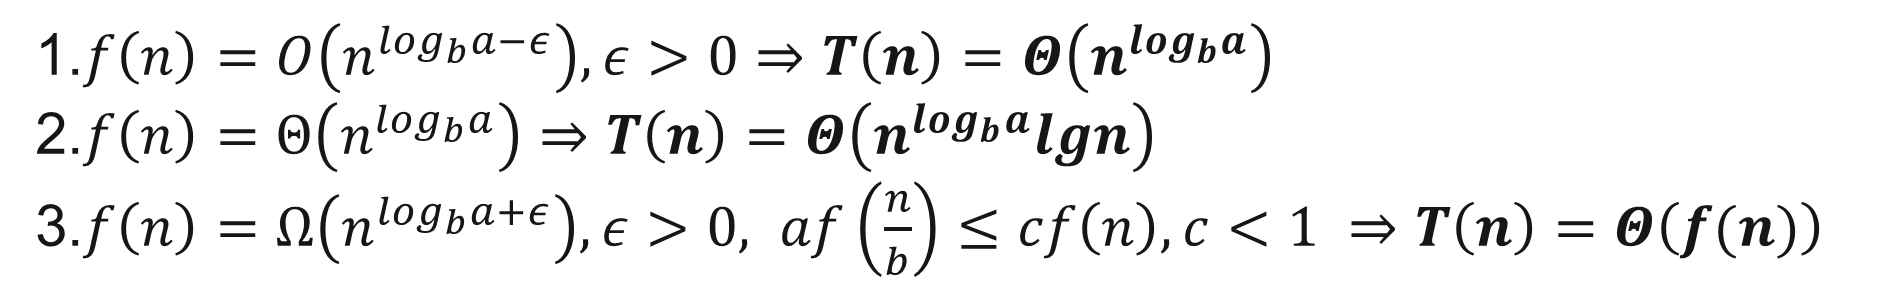 1.f(n) = O(n^{log_b a−ϵ}), ϵ > 0 ⇒ T(n) = Θ(n^{log_b a})
2.f(n) = Θ(n^{log_b a}) ⇒ T(n) = Θ(n^{log_b a} lgn)
3.f(n) = Ω(n^{log_b a+ϵ}), ϵ > 0, af(n/b) ≤ cf(n), c < 1 ⇒ T(n) = Θ(f(n))